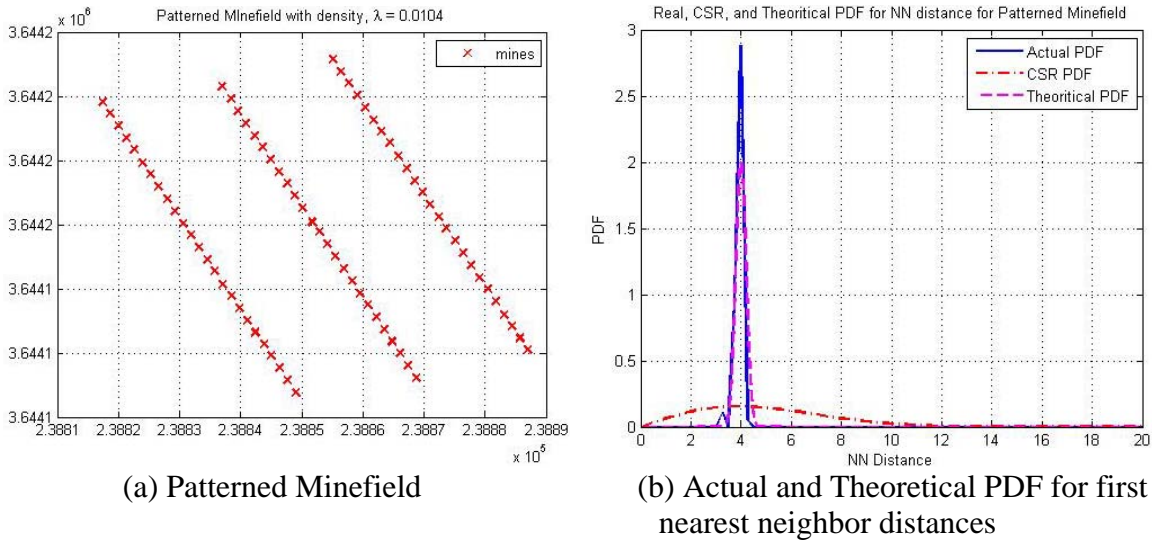 Patterned MInefield with density, λ = 0.0104
x 10^6
3.6442
3.6442
3.6442
3.6442
3.6441
3.6441
3.6441
mines
2.3881 2.3882 2.3883 2.3884 2.3885 2.3886 2.3887 2.3888 2.3889
x 10^5
(a) Patterned Minefield
Real, CSR, and Theoritical PDF for NN distance for Patterned Minefield
PDF
3
2.5
2
1.5
1
0.5
0
Actual PDF
CSR PDF
Theoritical PDF
0 2 4 6 8 10 12 14 16 18 20
NN Distance
(b) Actual and Theoretical PDF for first
nearest neighbor distances